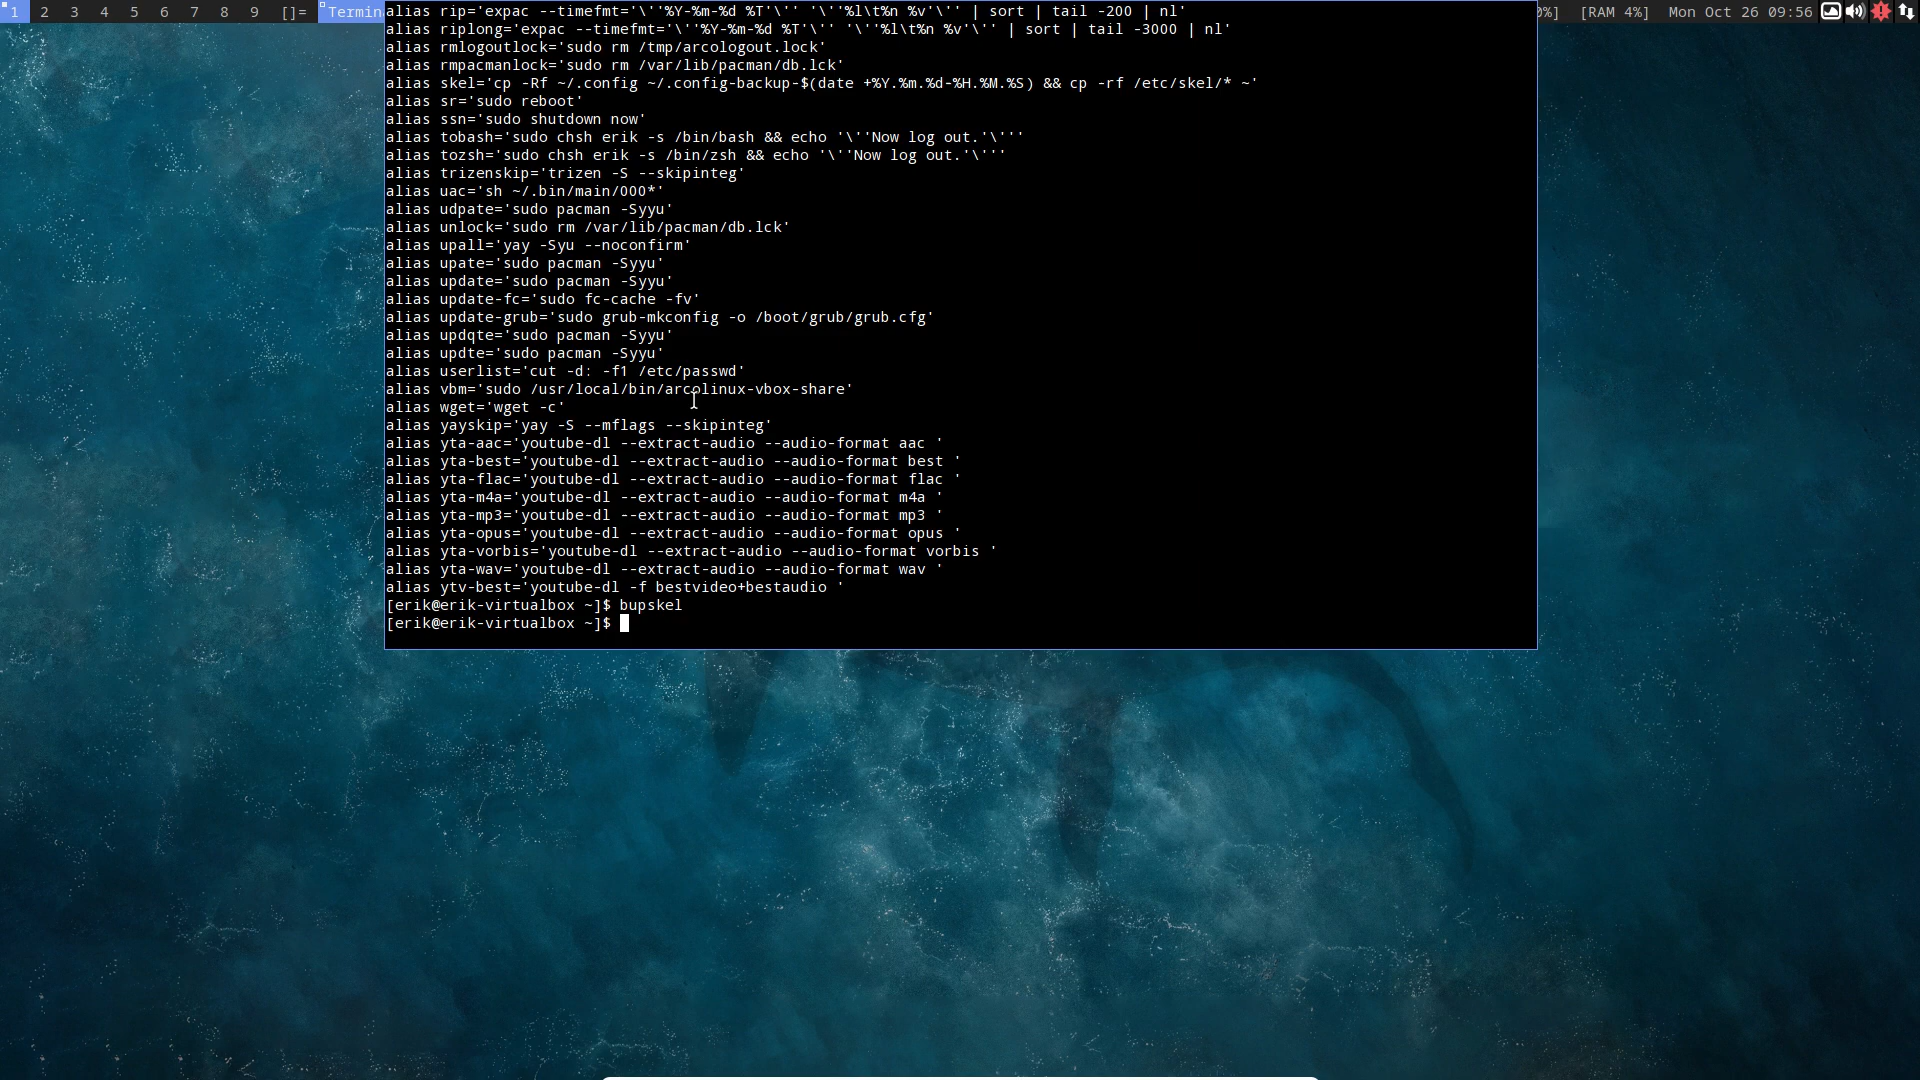 1 2 3 4 5 6 7 8 9 []= Termin 0%] [RAM 4%] Mon Oct 26 09:56
alias rip='expac --timefmt='\''%Y-%m-%d %T'\'' '\''%l\t%n %v'\'' | sort | tail -200 | nl'
alias riplong='expac --timefmt='\''%Y-%m-%d %T'\'' '\''%l\t%n %v'\'' | sort | tail -3000 | nl'
alias rmlogoutlock='sudo rm /tmp/arcologout.lock'
alias rmpacmanlock='sudo rm /var/lib/pacman/db.lck'
alias skel='cp -Rf ~/.config ~/.config-backup-$(date +%Y.%m.%d-%H.%M.%S) && cp -rf /etc/skel/* ~'
alias sr='sudo reboot'
alias ssn='sudo shutdown now'
alias tobash='sudo chsh erik -s /bin/bash && echo '\''Now log out.'\'''
alias tozsh='sudo chsh erik -s /bin/zsh && echo '\''Now log out.'\'''
alias trizenskip='trizen -S --skipinteg'
alias uac='sh ~/.bin/main/000*'
alias udpate='sudo pacman -Syyu'
alias unlock='sudo rm /var/lib/pacman/db.lck'
alias upall='yay -Syu --noconfirm'
alias upate='sudo pacman -Syyu'
alias update='sudo pacman -Syyu'
alias update-fc='sudo fc-cache -fv'
alias update-grub='sudo grub-mkconfig -o /boot/grub/grub.cfg'
alias updqte='sudo pacman -Syyu'
alias updte='sudo pacman -Syyu'
alias userlist='cut -d: -f1 /etc/passwd'
alias vbm='sudo /usr/local/bin/arcolinux-vbox-share'
alias wget='wget -c'
alias yayskip='yay -S --mflags --skipinteg'
alias yta-aac='youtube-dl --extract-audio --audio-format aac '
alias yta-best='youtube-dl --extract-audio --audio-format best '
alias yta-flac='youtube-dl --extract-audio --audio-format flac '
alias yta-m4a='youtube-dl --extract-audio --audio-format m4a '
alias yta-mp3='youtube-dl --extract-audio --audio-format mp3 '
alias yta-opus='youtube-dl --extract-audio --audio-format opus '
alias yta-vorbis='youtube-dl --extract-audio --audio-format vorbis '
alias yta-wav='youtube-dl --extract-audio --audio-format wav '
alias ytv-best='youtube-dl -f bestvideo+bestaudio '
[erik@erik-virtualbox ~]$ bupskel
[erik@erik-virtualbox ~]$